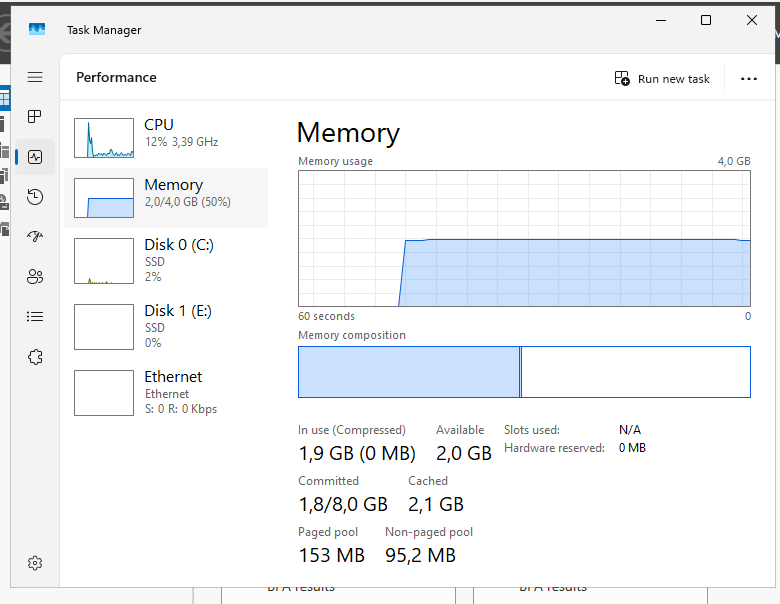 Task Manager
Performance
Run new task
CPU
12% 3,39 GHz
Memory
2,0/4,0 GB (50%)
Disk 0 (C:)
SSD
2%
Disk 1 (E:)
SSD
0%
Ethernet
Ethernet
S: 0 R: 0 Kbps
Memory
Memory usage 4,0 GB
60 seconds 0
Memory composition
In use (Compressed) Available Slots used: N/A
1,9 GB (0 MB) 2,0 GB Hardware reserved: 0 MB
Committed Cached
1,8/8,0 GB 2,1 GB
Paged pool Non-paged pool
153 MB 95,2 MB
BPA results BPA results